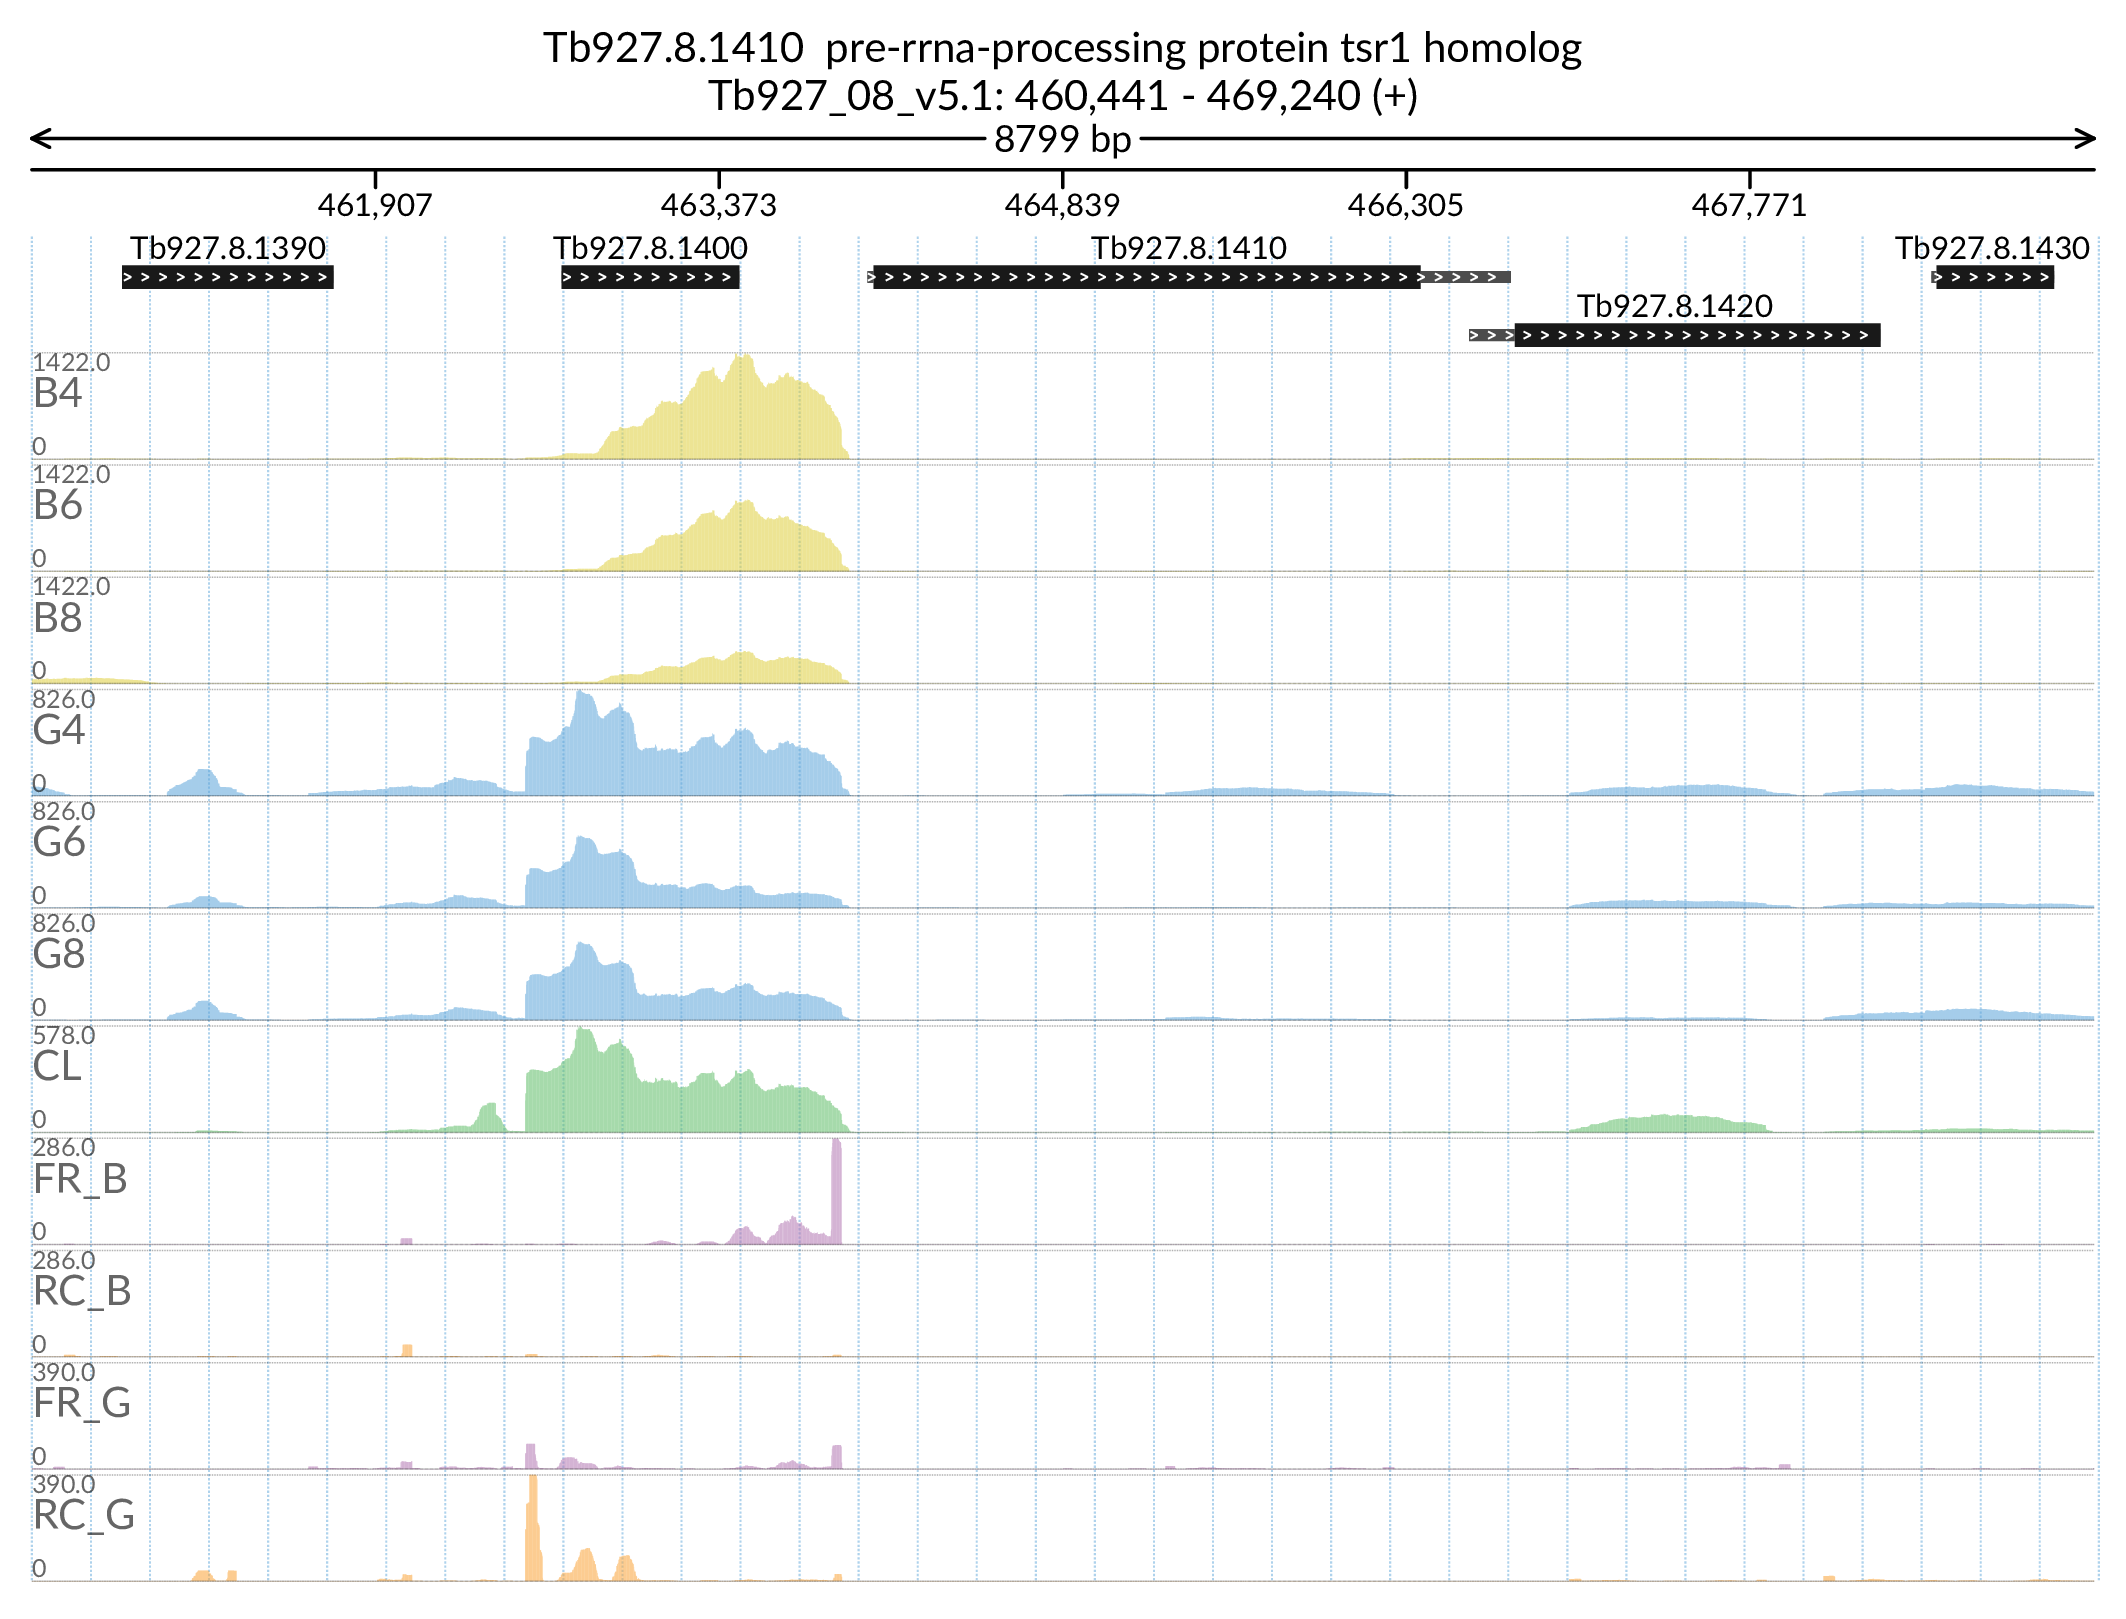 Tb927.8.1410  pre-rrna-processing protein tsr1 homolog
Tb927_08_v5.1: 460,441 - 469,240 (+)
8799 bp
461,907 463,373 464,839 466,305 467,771
Tb927.8.1390 Tb927.8.1400 Tb927.8.1410 Tb927.8.1430
Tb927.8.1420
1422.0
B4
0
1422.0
B6
0
1422.0
B8
0
826.0
G4
0
826.0
G6
0
826.0
G8
0
578.0
CL
0
286.0
FR_B
0
286.0
RC_B
0
390.0
FR_G
0
390.0
RC_G
0